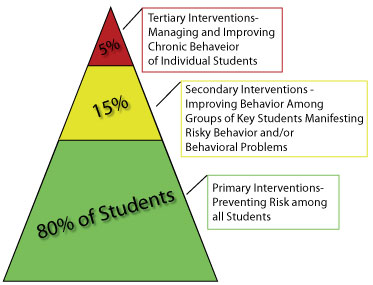 5%
Tertiary Interventions-
Managing and Improving
Chronic Behaveior
of Individual Students
15%
Secondary Interventions -
Improving Behavior Among
Groups of Key Students Manifesting
Risky Behavior and/or
Behavioral Problems
80% of Students
Primary Interventions-
Preventing Risk among
all Students